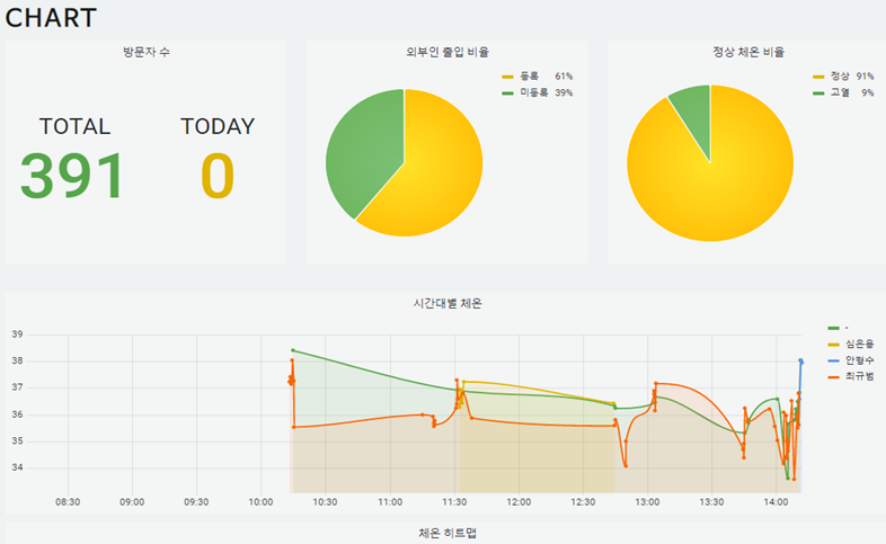 CHART
방문자 수
TOTAL
TODAY
391
0
외부인 출입 비율
등록 61%
미등록 39%
정상 체온 비율
정상 91%
고열 9%
시간대별 체온
39
38
37
36
35
34
08:30 09:00 09:30 10:00 10:30 11:00 11:30 12:00 12:30 13:00 13:30 14:00
-
심은용
안형수
최규범
체온 히트맵